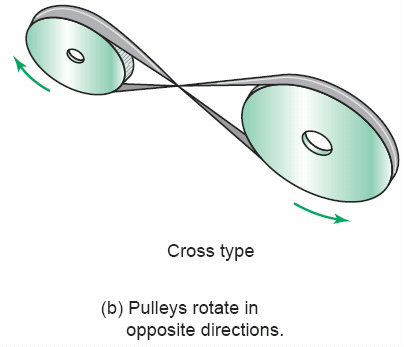 Cross type
(b) Pulleys rotate in
opposite directions.